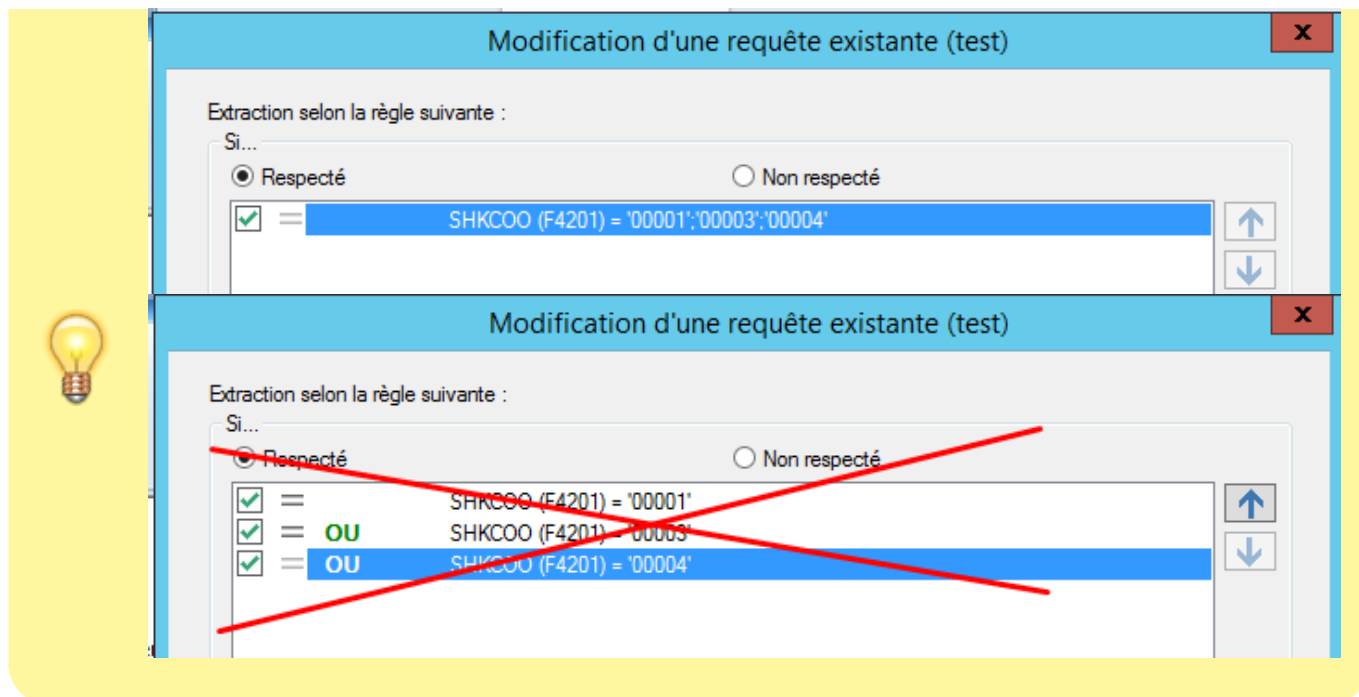 Modification d'une requête existante (test)
x
Extraction selon la règle suivante :
Si...
Respecté
Non respecté
= SHKCOO (F4201) = '00001';'00003';'00004'
Modification d'une requête existante (test)
x
Extraction selon la règle suivante :
Si...
Respecté
Non respecté
= SHKCOO (F4201) = '00001'
= OU SHKCOO (F4201) = '00003'
= OU SHKCOO (F4201) = '00004'